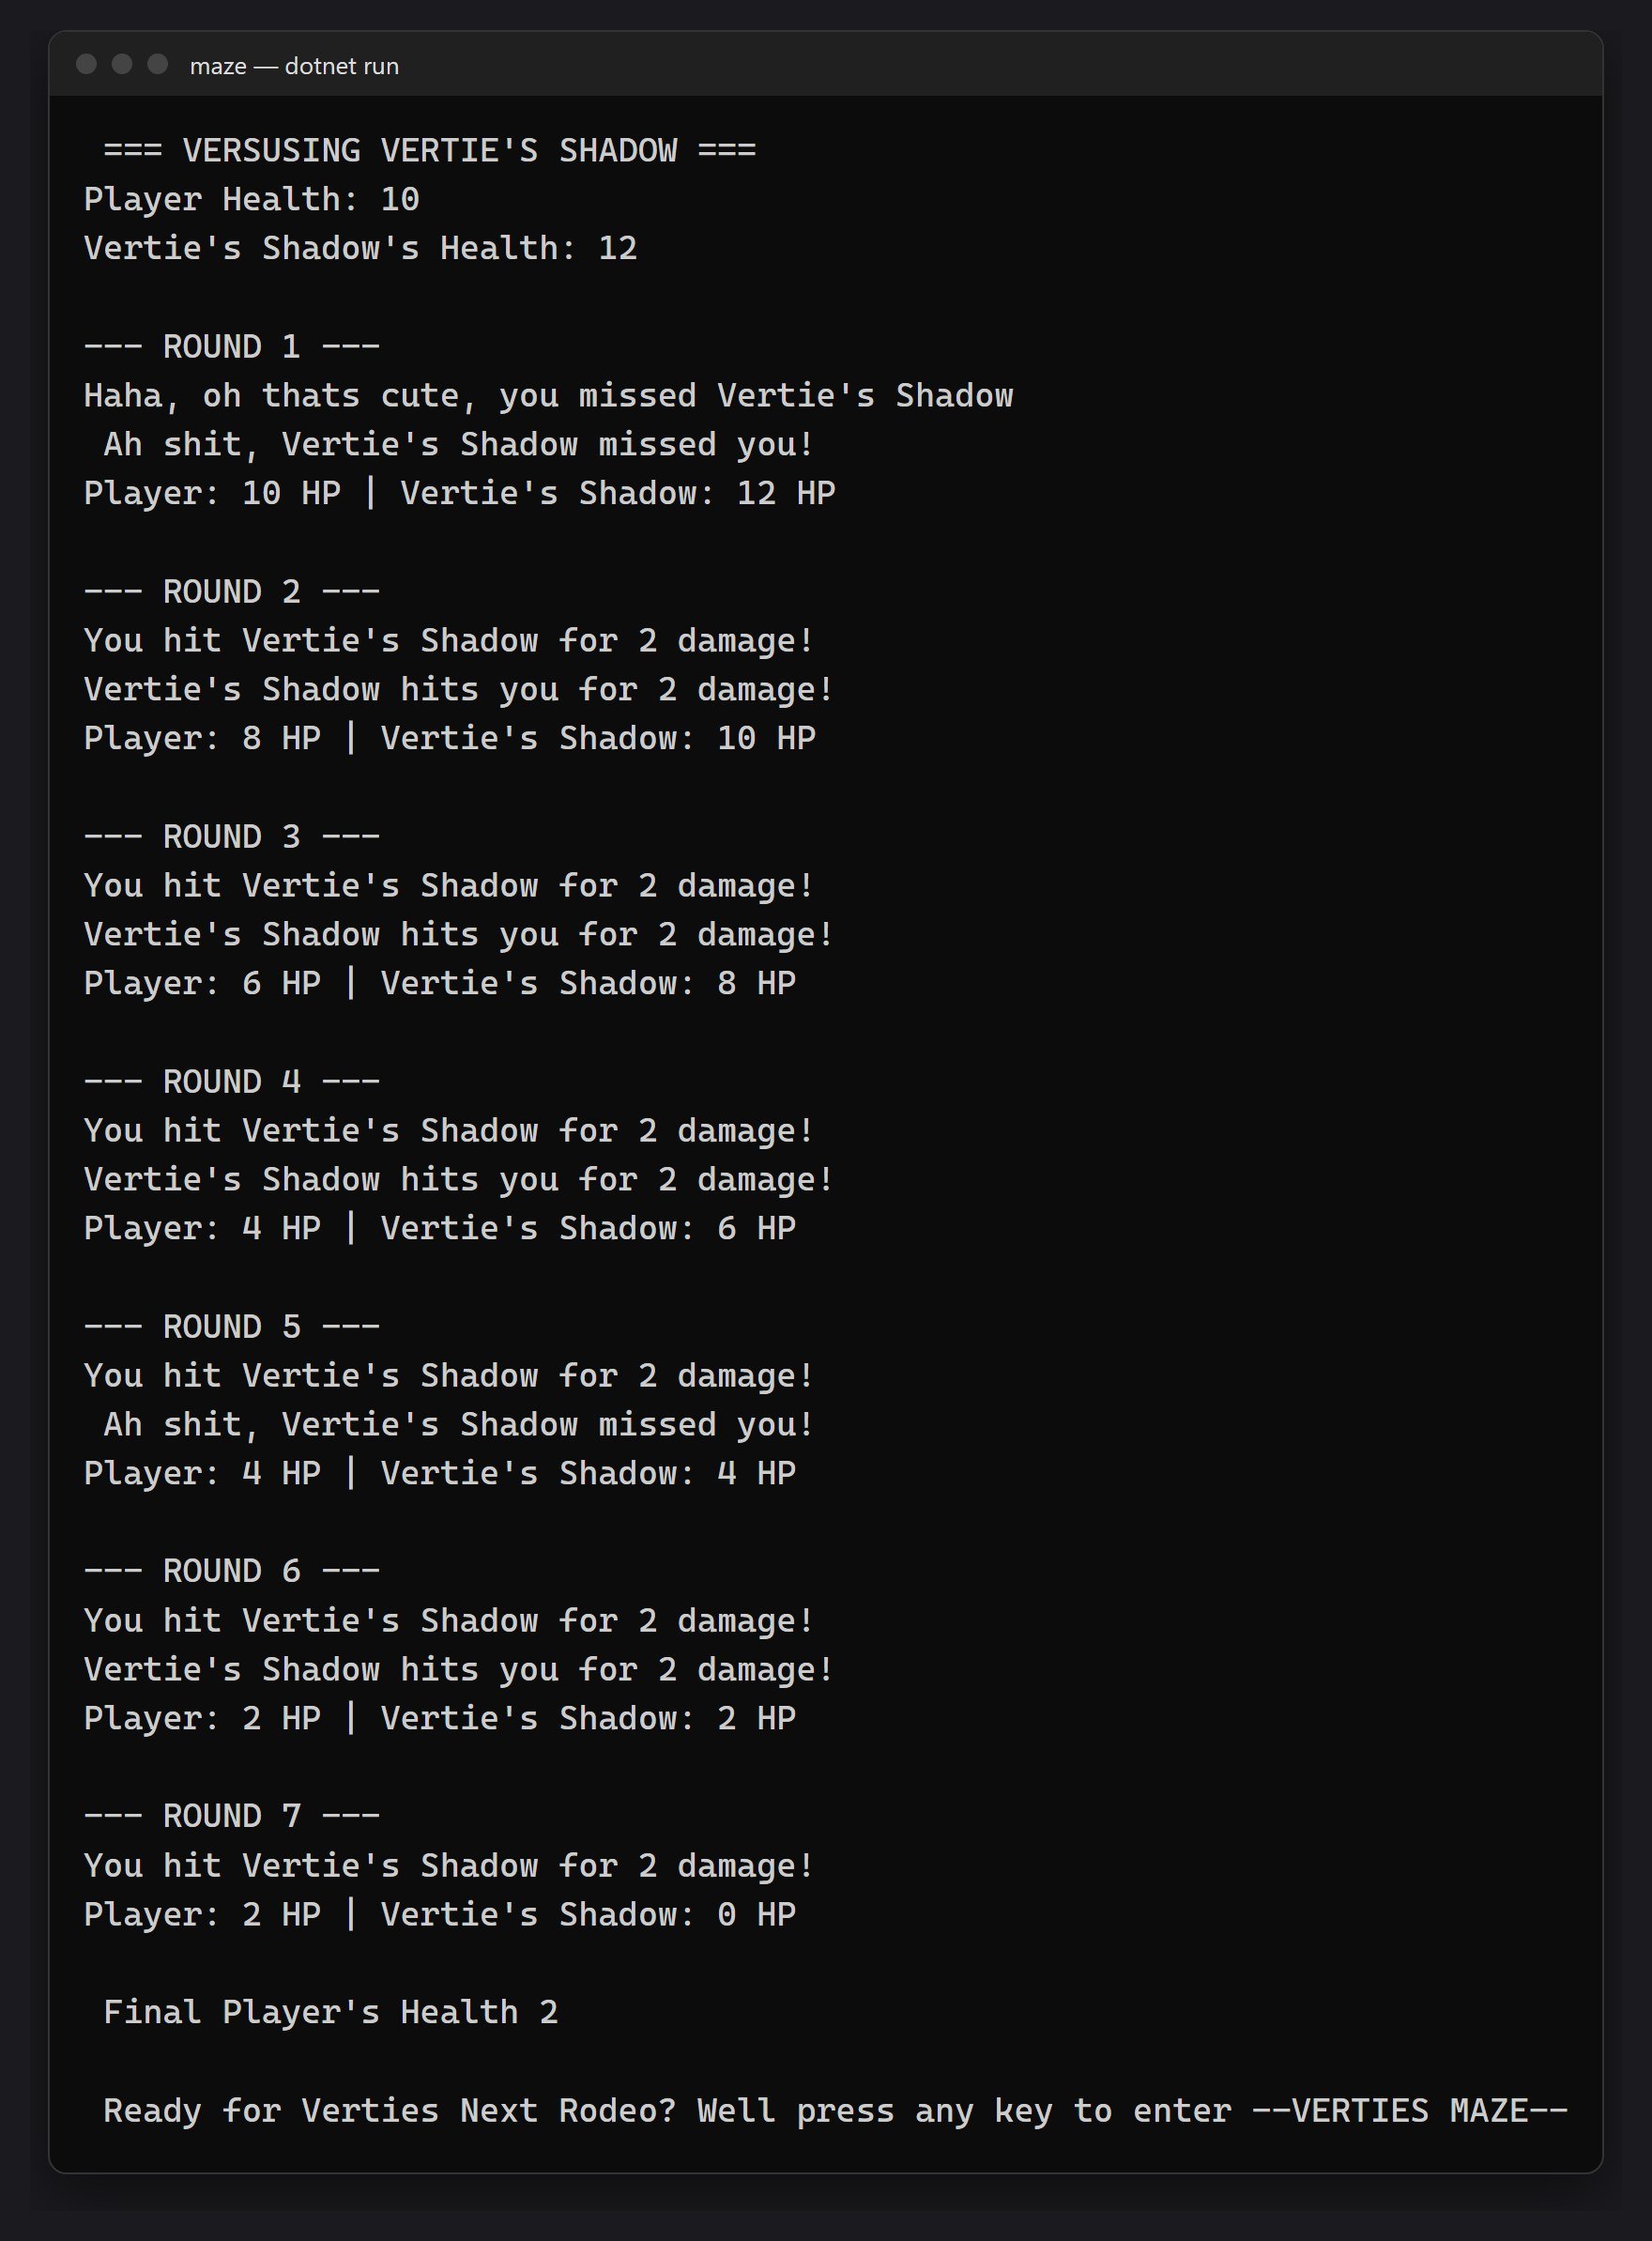 maze — dotnet run
=== VERSUSING VERTIE'S SHADOW ===
Player Health: 10
Vertie's Shadow's Health: 12
--- ROUND 1 ---
Haha, oh thats cute, you missed Vertie's Shadow
Ah shit, Vertie's Shadow missed you!
Player: 10 HP | Vertie's Shadow: 12 HP
--- ROUND 2 ---
You hit Vertie's Shadow for 2 damage!
Vertie's Shadow hits you for 2 damage!
Player: 8 HP | Vertie's Shadow: 10 HP
--- ROUND 3 ---
You hit Vertie's Shadow for 2 damage!
Vertie's Shadow hits you for 2 damage!
Player: 6 HP | Vertie's Shadow: 8 HP
--- ROUND 4 ---
You hit Vertie's Shadow for 2 damage!
Vertie's Shadow hits you for 2 damage!
Player: 4 HP | Vertie's Shadow: 6 HP
--- ROUND 5 ---
You hit Vertie's Shadow for 2 damage!
Ah shit, Vertie's Shadow missed you!
Player: 4 HP | Vertie's Shadow: 4 HP
--- ROUND 6 ---
You hit Vertie's Shadow for 2 damage!
Vertie's Shadow hits you for 2 damage!
Player: 2 HP | Vertie's Shadow: 2 HP
--- ROUND 7 ---
You hit Vertie's Shadow for 2 damage!
Player: 2 HP | Vertie's Shadow: 0 HP
Final Player's Health 2
Ready for Verties Next Rodeo? Well press any key to enter --VERTIES MAZE--